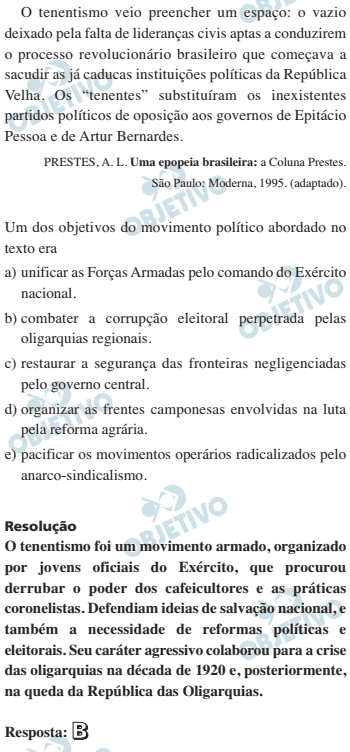 O tenentismo veio preencher um espaço: o vazio
deixado pela falta de lideranças civis aptas a conduzirem
o processo revolucionário brasileiro que começava a
sacudir as já caducas instituições políticas da República
Velha. Os “tenentes” substituíram os inexistentes
partidos políticos de oposição aos governos de Epitácio
Pessoa e de Artur Bernardes.
PRESTES, A. L. Uma epopeia brasileira: a Coluna Prestes.
São Paulo: Moderna, 1995. (adaptado).
Um dos objetivos do movimento político abordado no
texto era
a) unificar as Forças Armadas pelo comando do Exército
nacional.
b) combater a corrupção eleitoral perpetrada pelas
oligarquias regionais.
c) restaurar a segurança das fronteiras negligenciadas
pelo governo central.
d) organizar as frentes camponesas envolvidas na luta
pela reforma agrária.
e) pacificar os movimentos operários radicalizados pelo
anarco-sindicalismo.
Resolução
O tenentismo foi um movimento armado, organizado
por jovens oficiais do Exército, que procurou
derrubar o poder dos cafeicultores e as práticas
coronelistas. Defendiam ideias de salvação nacional, e
também a necessidade de reformas políticas e
eleitorais. Seu caráter agressivo colaborou para a crise
das oligarquias na década de 1920 e, posteriormente,
na queda da República das Oligarquias.
Resposta: B
OBJETIVO
OBJETIVO
OBJETIVO
OBJETIVO
OBJETIVO
OBJETIVO
OBJETIVO